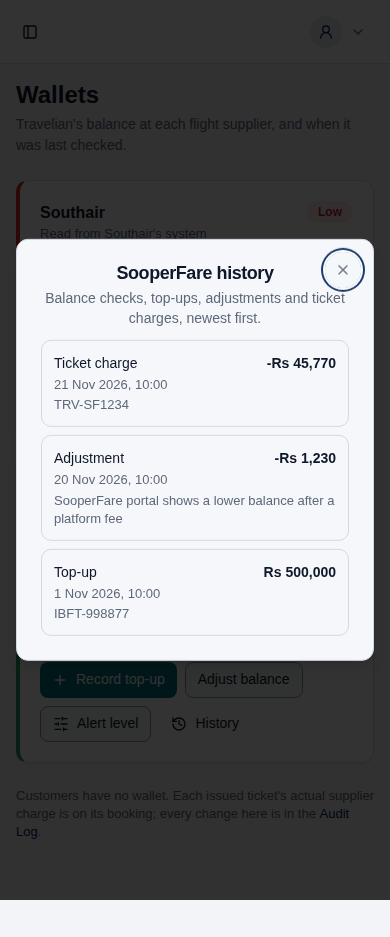 Wallets
Travelian's balance at each flight supplier, and when it
was last checked.
Southair
Low
Read from Southair's system
SooperFare history
Balance checks, top-ups, adjustments and ticket
charges, newest first.
Ticket charge
-Rs 45,770
21 Nov 2026, 10:00
TRV-SF1234
Adjustment
-Rs 1,230
20 Nov 2026, 10:00
SooperFare portal shows a lower balance after a
platform fee
Top-up
Rs 500,000
1 Nov 2026, 10:00
IBFT-998877
Record top-up
Adjust balance
Alert level
History
Customers have no wallet. Each issued ticket's actual supplier
charge is on its booking; every change here is in the Audit
Log.